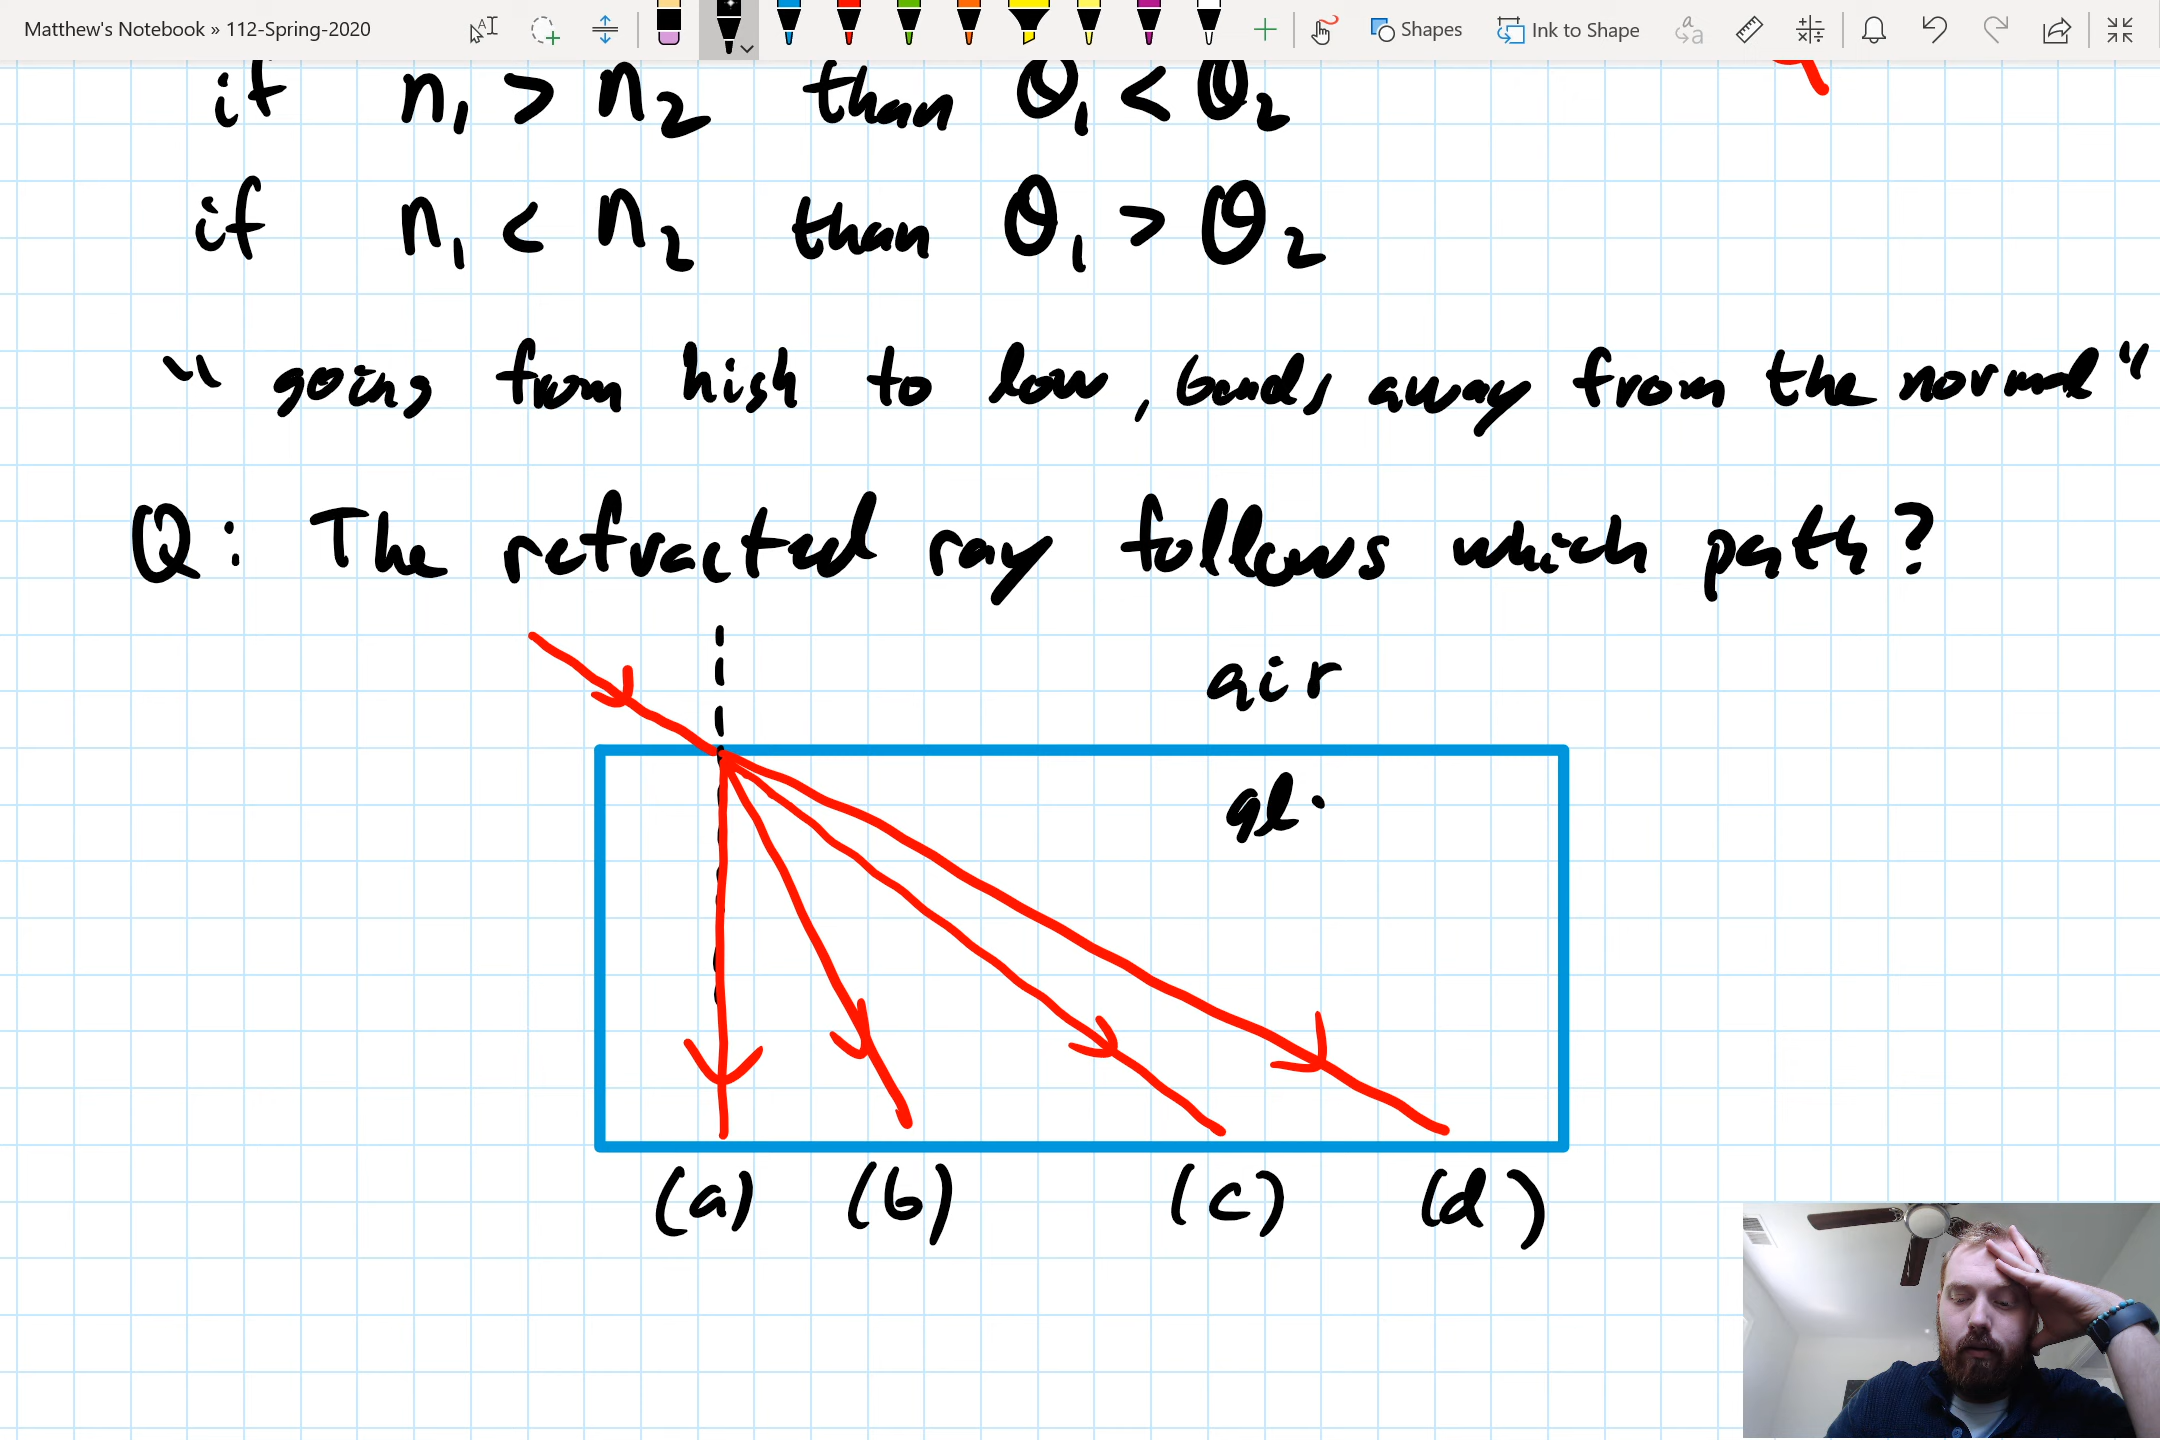 Matthew's Notebook » 112-Spring-2020
Shapes
Ink to Shape
if n₁ > n₂ than θ₁ < θ₂
if n₁ < n₂ than θ₁ > θ₂
"going from high to low, bends away from the normal"
Q: The refracted ray follows which path?
air
gl
(a) (b) (c) (d)